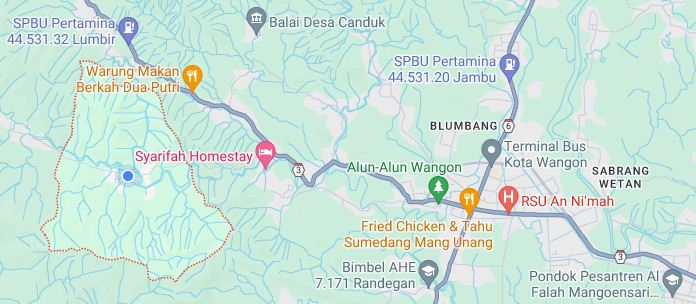 SPBU Pertamina
44.531.32 Lumbir
Balai Desa Canduk
Warung Makan
Berkah Dua Putri
SPBU Pertamina
44.531.20 Jambu
BLUMBANG
6
Terminal Bus
Kota Wangon
Syarifah Homestay
3
Alun-Alun Wangon
SABRANG
WETAN
RSU An Ni'mah
Fried Chicken & Tahu
Sumedang Mang Unang
3
Bimbel AHE
7.171 Randegan
Pondok Pesantren Al
Falah Mangoensari...